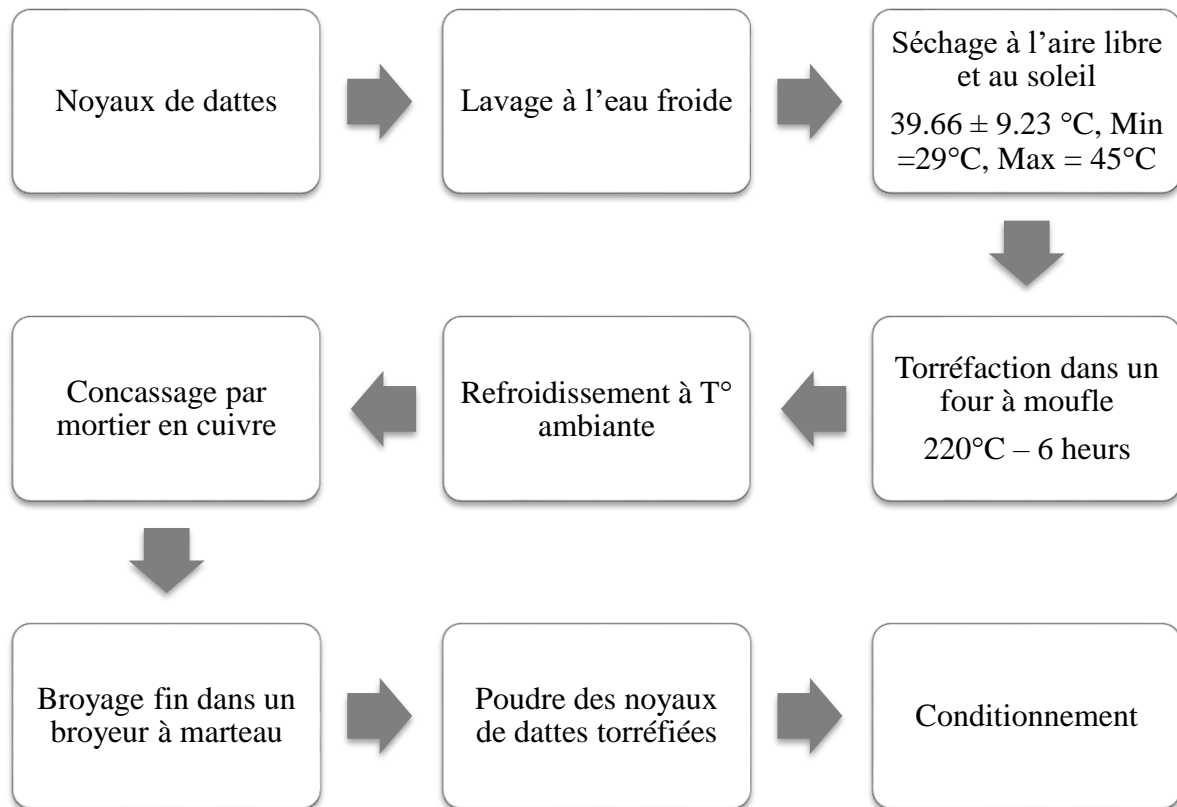 Noyaux de dattes
Lavage à l'eau froide
Séchage à l'aire libre
et au soleil
39.66 ± 9.23 °C, Min
=29°C, Max = 45°C
Torréfaction dans un
four à moufle
220°C – 6 heurs
Refroidissement à T°
ambiante
Concassage par
mortier en cuivre
Broyage fin dans un
broyeur à marteau
Poudre des noyaux
de dattes torréfiées
Conditionnement